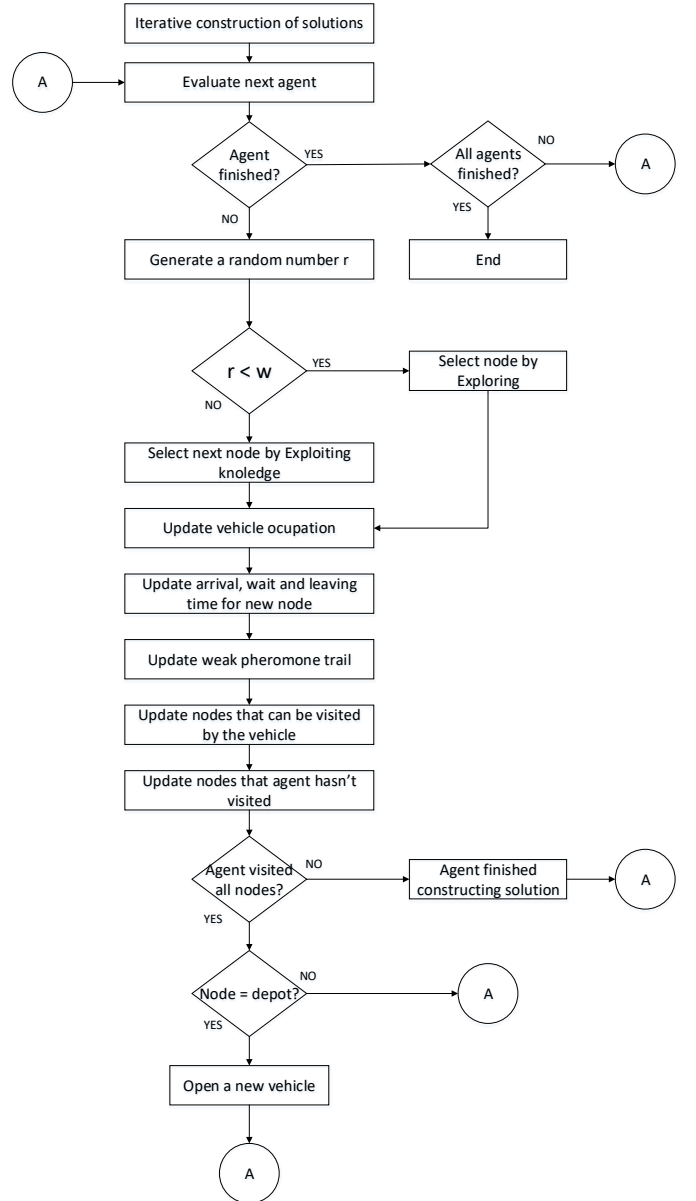 Iterative construction of solutions
A
Evaluate next agent
Agent
finished?
YES
All agents
finished?
NO
A
NO
YES
Generate a random number r
End
r < w
YES
Select node by
Exploring
NO
Select next node by Exploiting
knoledge
Update vehicle ocupation
Update arrival, wait and leaving
time for new node
Update weak pheromone trail
Update nodes that can be visited
by the vehicle
Update nodes that agent hasn’t
visited
Agent visited
all nodes?
NO
Agent finished
constructing solution
A
YES
Node = depot?
NO
A
YES
Open a new vehicle
A